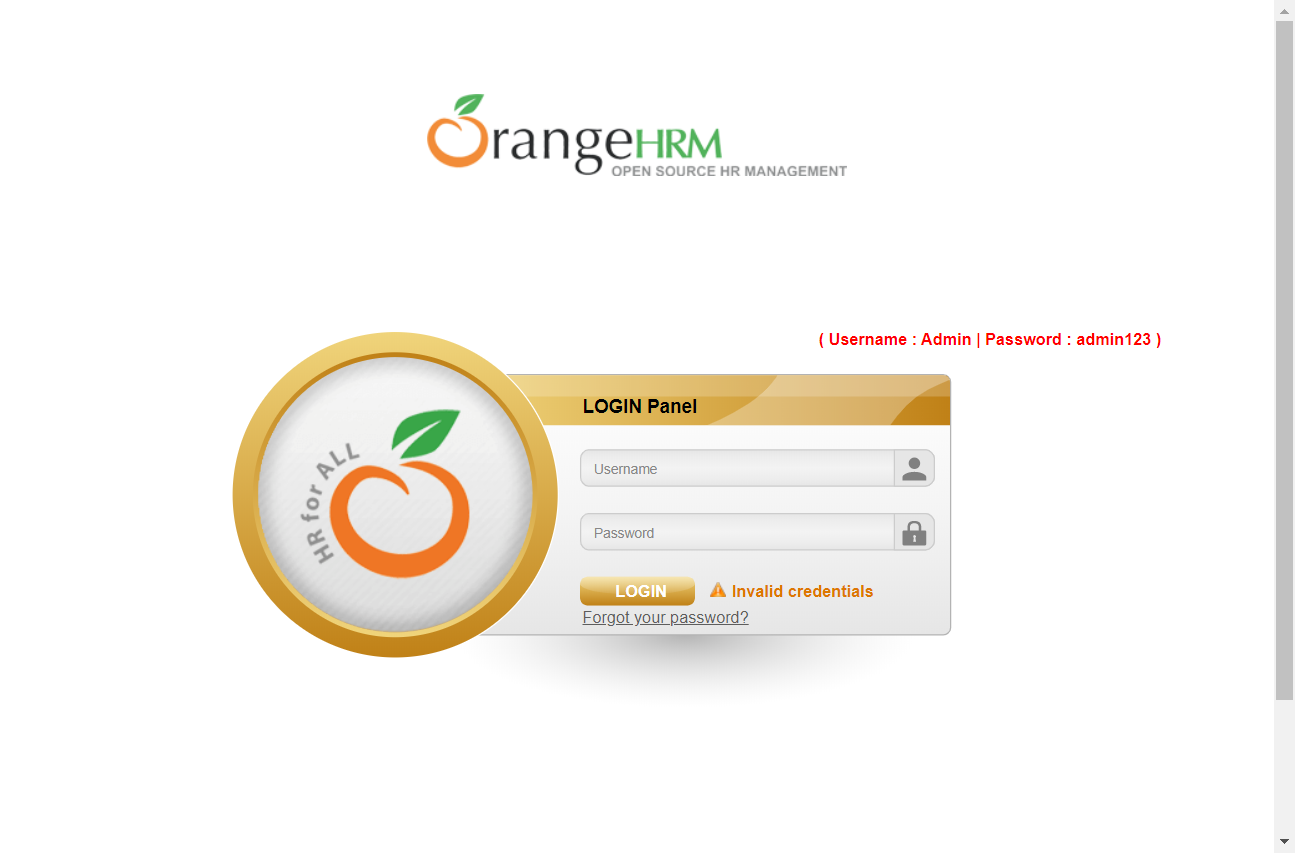 OrangeHRM
OPEN SOURCE HR MANAGEMENT
( Username : Admin | Password : admin123 )
HR for ALL
LOGIN Panel
Username
Password
LOGIN
Invalid credentials
Forgot your password?